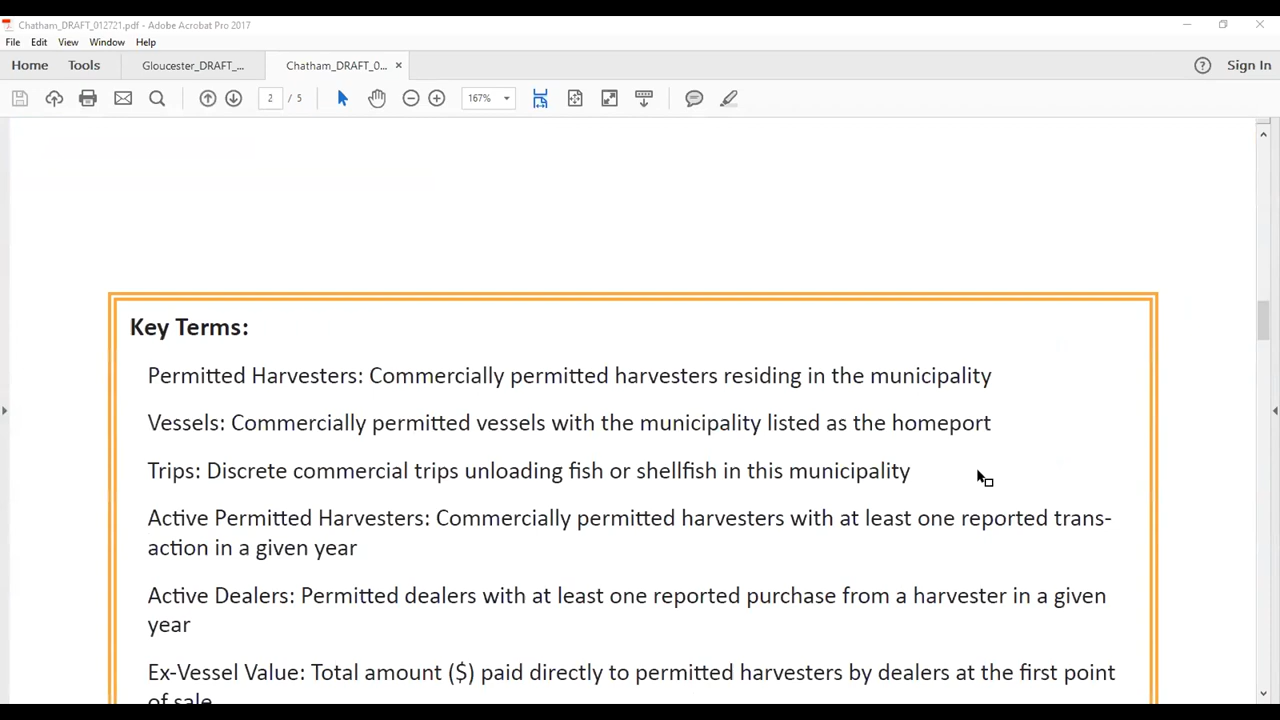 Chatham_DRAFT_012721.pdf - Adobe Acrobat Pro 2017
File Edit View Window Help
Home Tools Gloucester_DRAFT_... Chatham_DRAFT_0... × ? Sign In
2 / 5 167%
Key Terms:
Permitted Harvesters: Commercially permitted harvesters residing in the municipality
Vessels: Commercially permitted vessels with the municipality listed as the homeport
Trips: Discrete commercial trips unloading fish or shellfish in this municipality
Active Permitted Harvesters: Commercially permitted harvesters with at least one reported trans-
action in a given year
Active Dealers: Permitted dealers with at least one reported purchase from a harvester in a given
year
Ex-Vessel Value: Total amount ($) paid directly to permitted harvesters by dealers at the first point
of sale